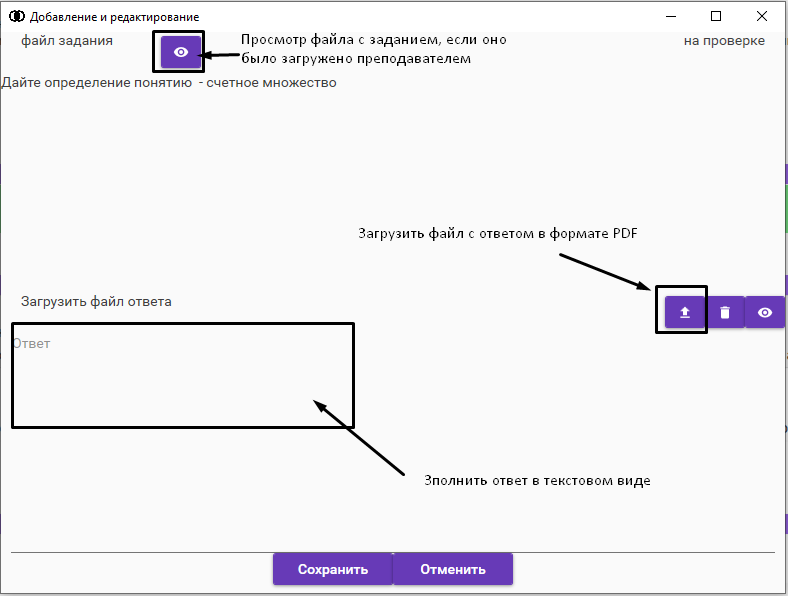 Добавление и редактирование
файл задания
Просмотр файла с заданием, если оно
было загружено преподавателем
на проверке
Дайте определение понятию - счетное множество
Загрузить файл с ответом в формате PDF
Загрузить файл ответа
Ответ
Зполнить ответ в текстовом виде
Сохранить
Отменить